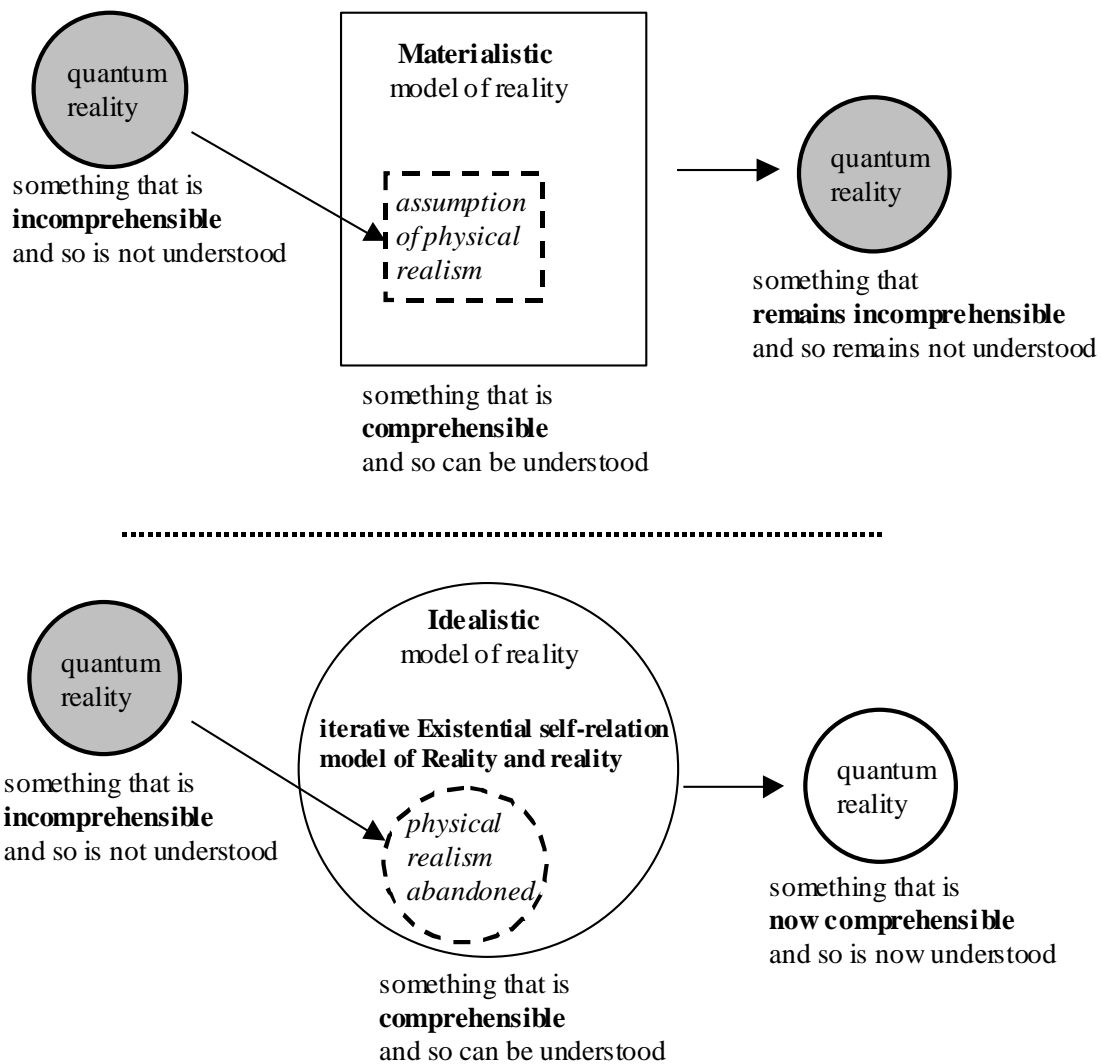 quantum
reality
something that is
incomprehensible
and so is not understood
Materialistic
model of reality
assumption
of physical
realism
something that is
comprehensible
and so can be understood
quantum
reality
something that
remains incomprehensible
and so remains not understood
quantum
reality
something that is
incomprehensible
and so is not understood
Idealistic
model of reality
iterative Existential self-relation
model of Reality and reality
physical
realism
abandoned
something that is
comprehensible
and so can be understood
quantum
reality
something that is
now comprehensible
and so is now understood